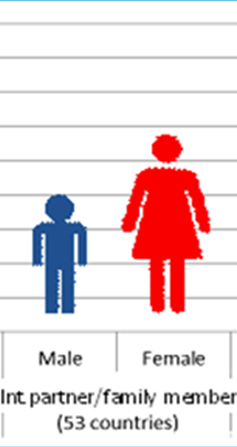 Male Female
Int.partner/family member
(53 countries)